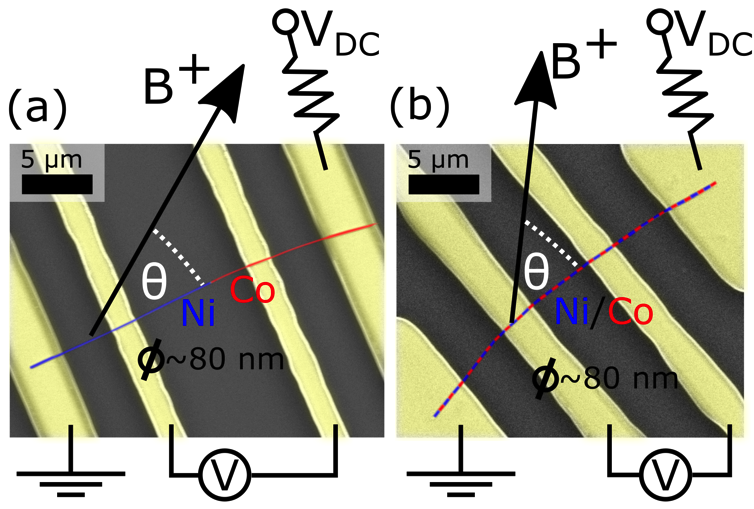 (a)
B+
VDC
5 μm
θ
Ni
Co
ϕ~80 nm
V
(b)
B+
VDC
5 μm
θ
Ni/Co
ϕ~80 nm
V